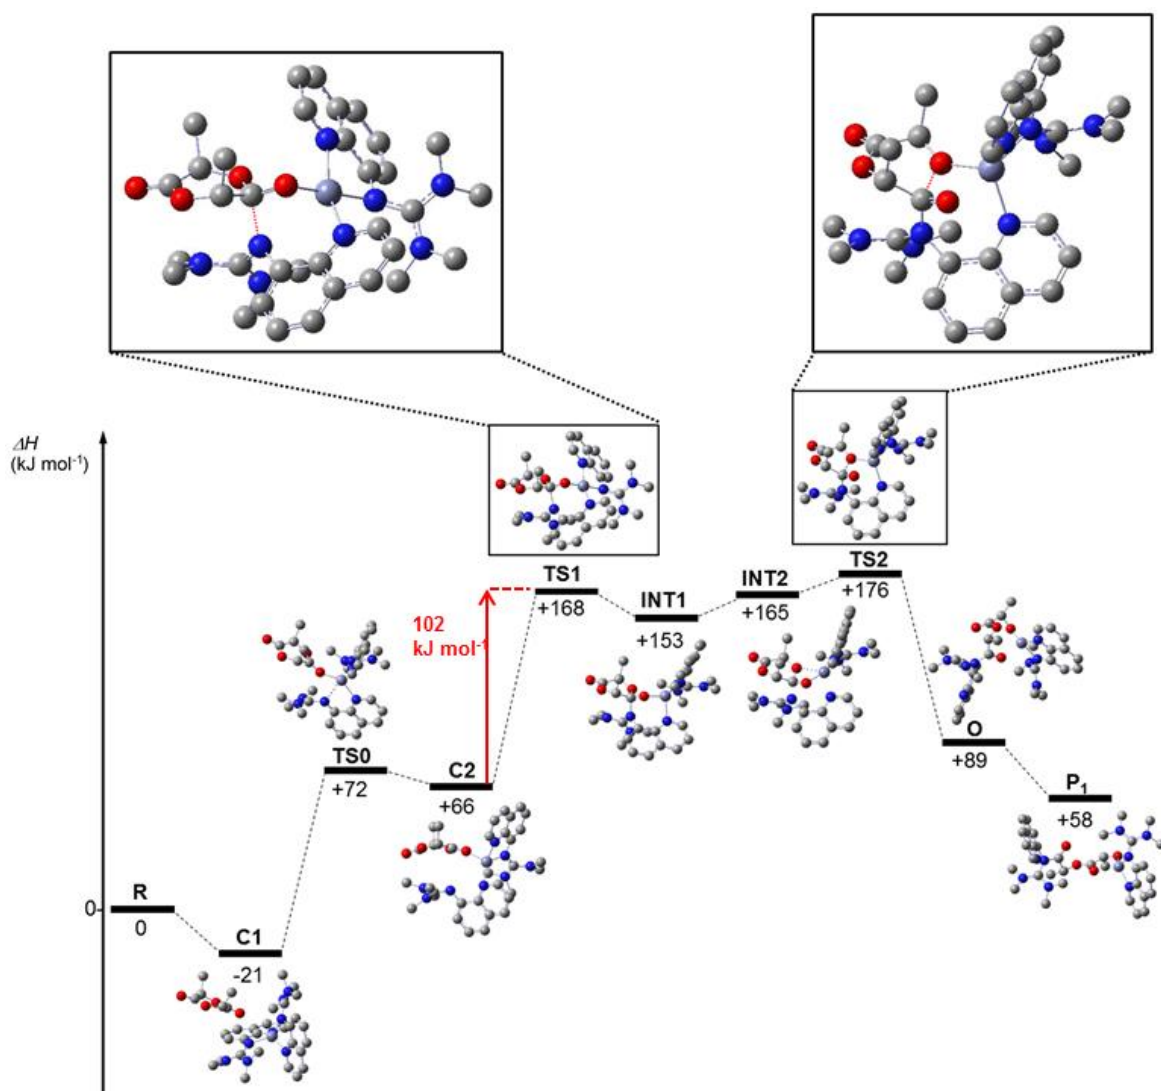 ΔH
(kJ mol⁻¹)
TS1
+168
INT1
+153
INT2
+165
TS2
+176
102
kJ mol⁻¹
TS0
+72
C2
+66
O
+89
P₁
+58
R
0
0
C1
-21